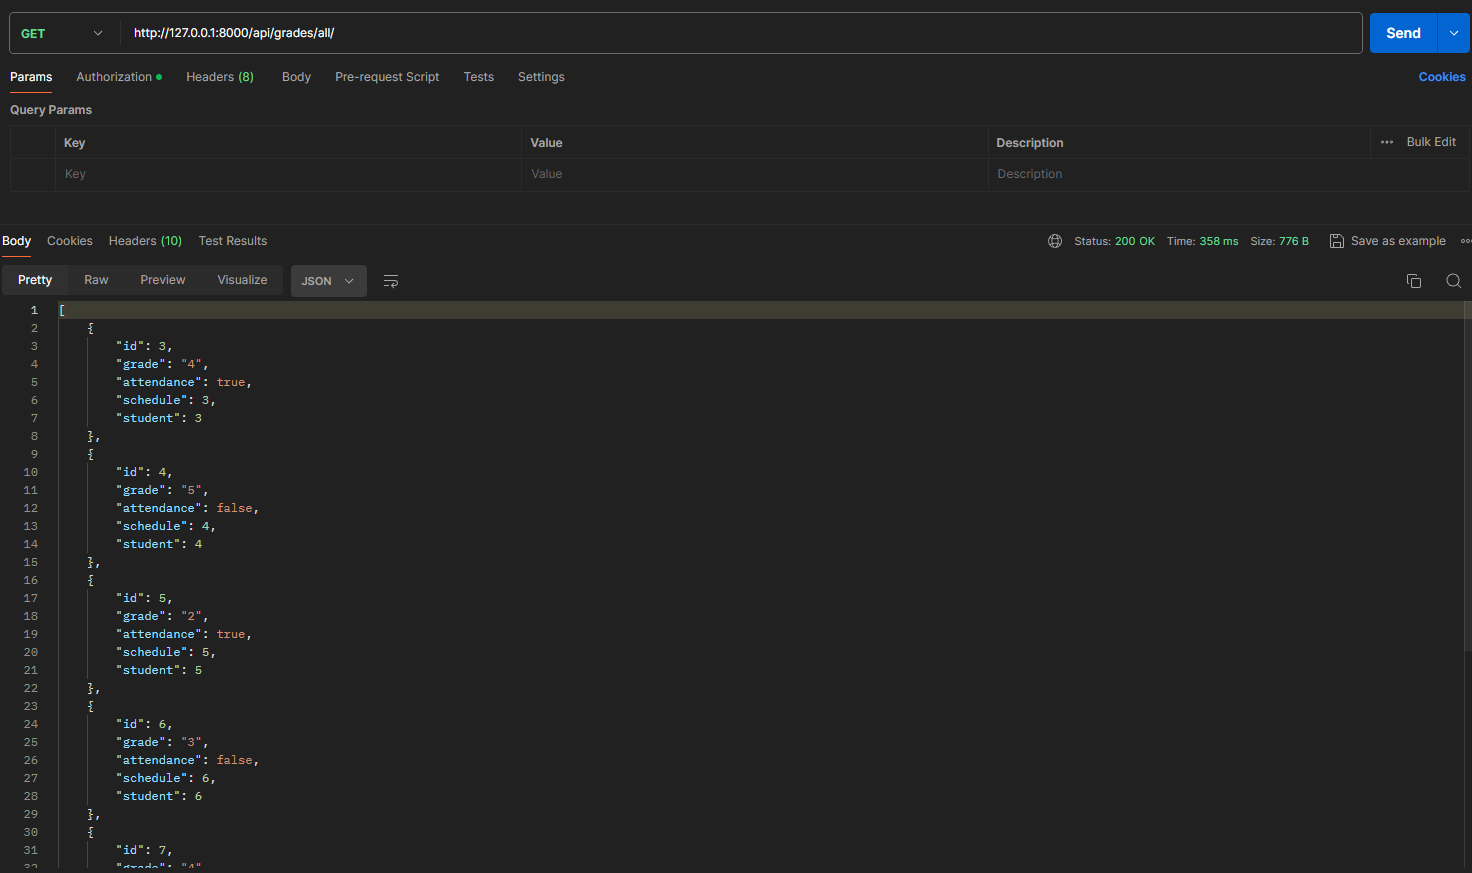 GET http://127.0.0.1:8000/api/grades/all/ Send
Params Authorization Headers (8) Body Pre-request Script Tests Settings Cookies
Query Params
Key Value Description Bulk Edit
Key Value Description
Body Cookies Headers (10) Test Results Status: 200 OK Time: 358 ms Size: 776 B Save as example
Pretty Raw Preview Visualize JSON
1 [
2 {
3 "id": 3,
4 "grade": "4",
5 "attendance": true,
6 "schedule": 3,
7 "student": 3
8 },
9 {
10 "id": 4,
11 "grade": "5",
12 "attendance": false,
13 "schedule": 4,
14 "student": 4
15 },
16 {
17 "id": 5,
18 "grade": "2",
19 "attendance": true,
20 "schedule": 5,
21 "student": 5
22 },
23 {
24 "id": 6,
25 "grade": "3",
26 "attendance": false,
27 "schedule": 6,
28 "student": 6
29 },
30 {
31 "id": 7,
32 "grade": "4"